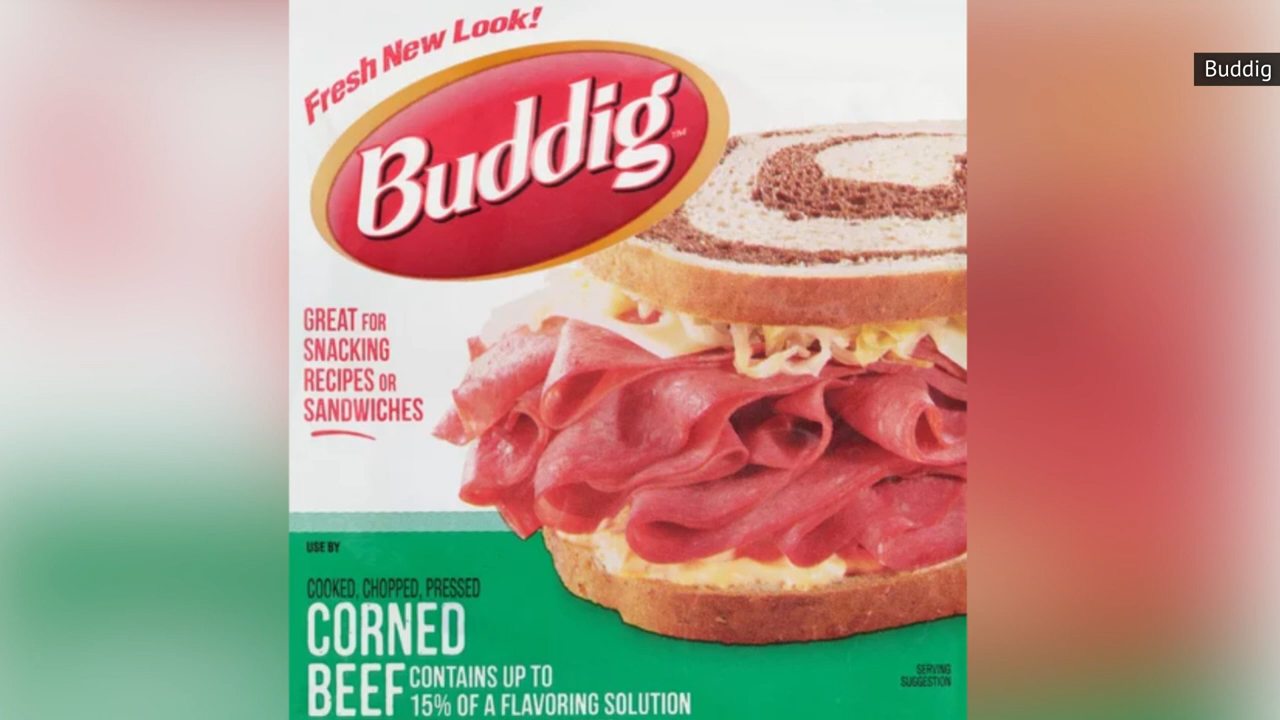 Fresh New Look!
Buddig™
Buddig
GREAT FOR
SNACKING
RECIPES OR
SANDWICHES
USE BY
COOKED, CHOPPED, PRESSED
CORNED
BEEF CONTAINS UP TO
15% OF A FLAVORING SOLUTION
SERVING
SUGGESTION